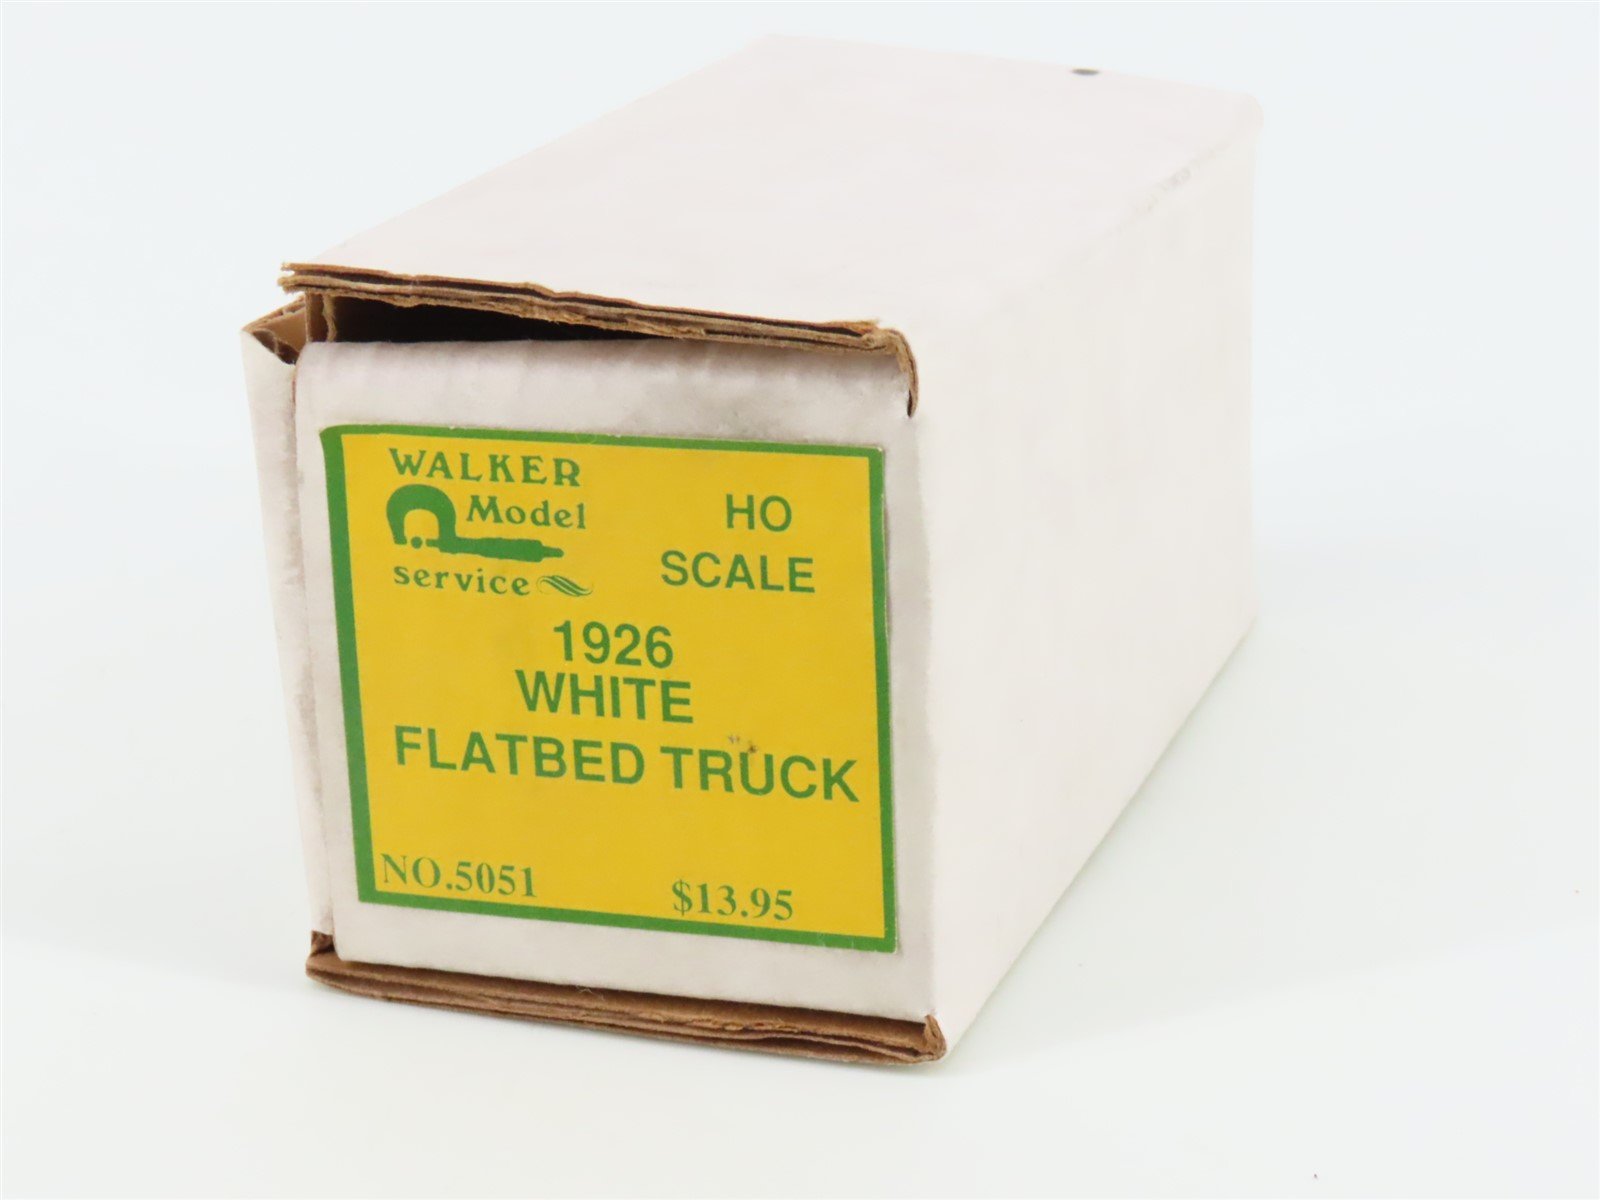 WALKER
Model
service
HO
SCALE
1926
WHITE
FLATBED TRUCK
NO.5051
$13.95